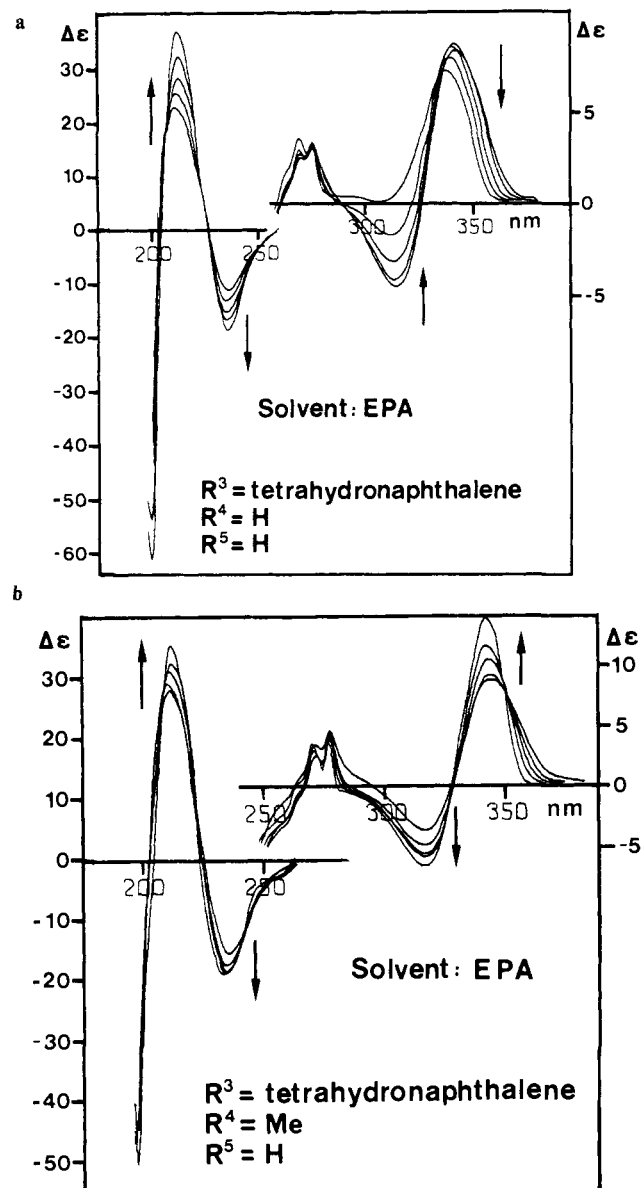 a
Δε
Δε
30
20
5
10
0
0
200
250
300
350
nm
-10
-5
-20
Solvent: EPA
-30
-40
R³ = tetrahydronaphthalene
-50
R⁴ = H
-60
R⁵ = H
b
Δε
Δε
30
10
20
5
10
0
250
300
350
nm
0
200
250
-5
-10
Solvent: EPA
-20
-30
R³ = tetrahydronaphthalene
-40
R⁴ = Me
-50
R⁵ = H